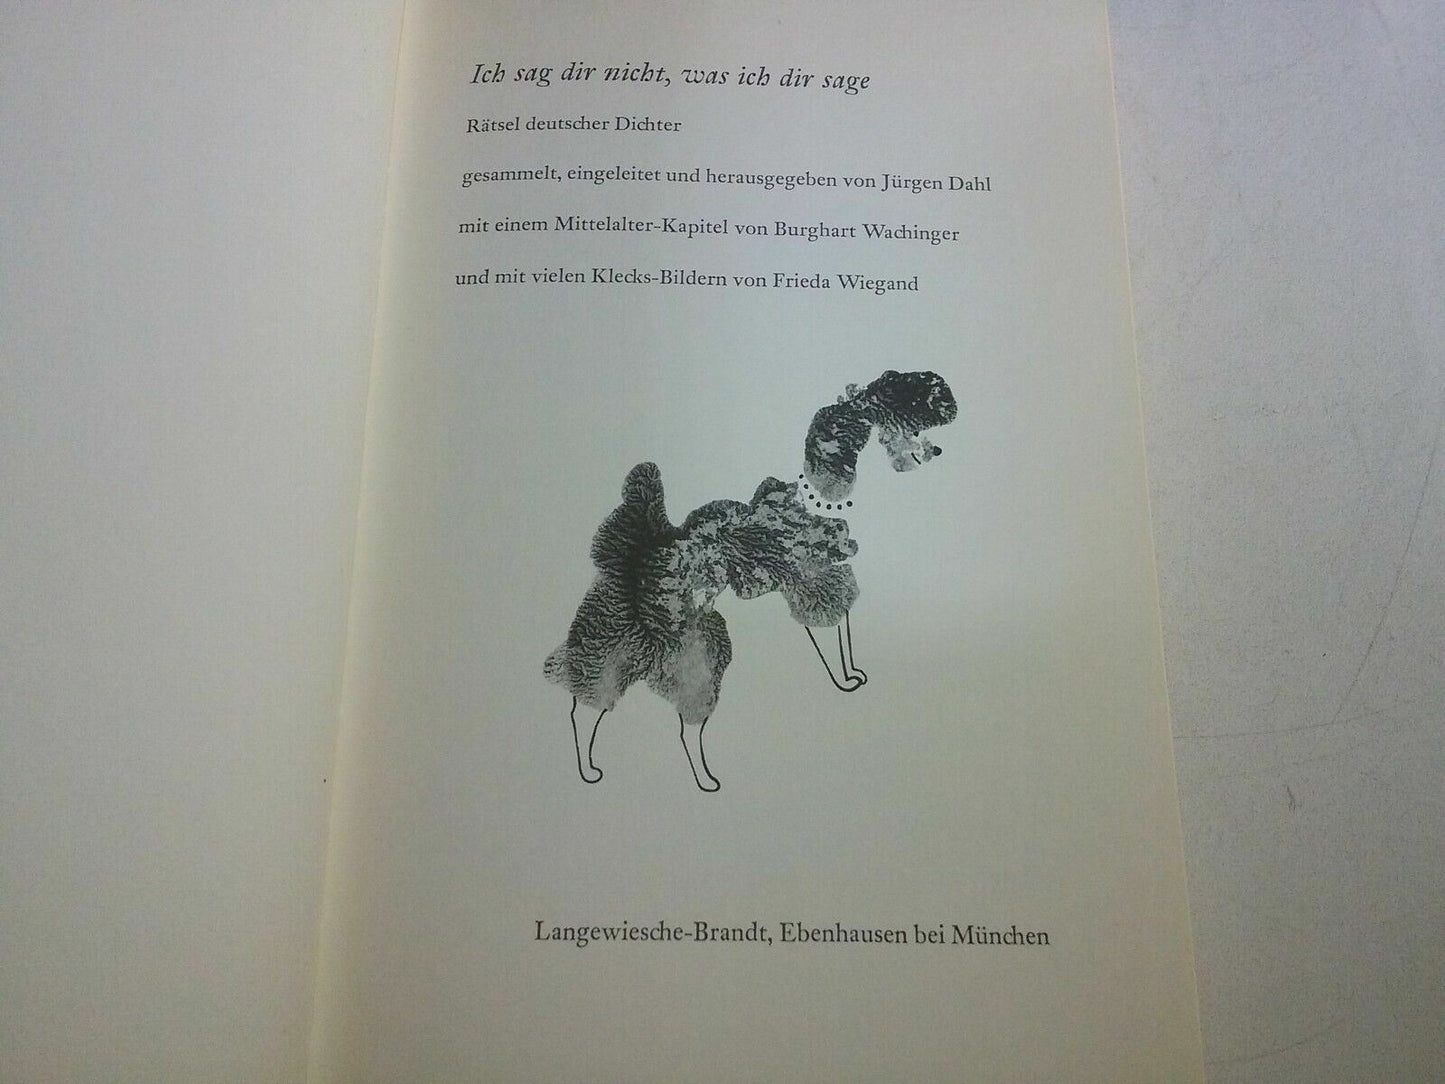 Ich sag dir nicht, was ich dir sage
Rätsel deutscher Dichter
gesammelt, eingeleitet und herausgegeben von Jürgen Dahl
mit einem Mittelalter-Kapitel von Burghart Wachinger
und mit vielen Klecks-Bildern von Frieda Wiegand
Langewiesche-Brandt, Ebenhausen bei München